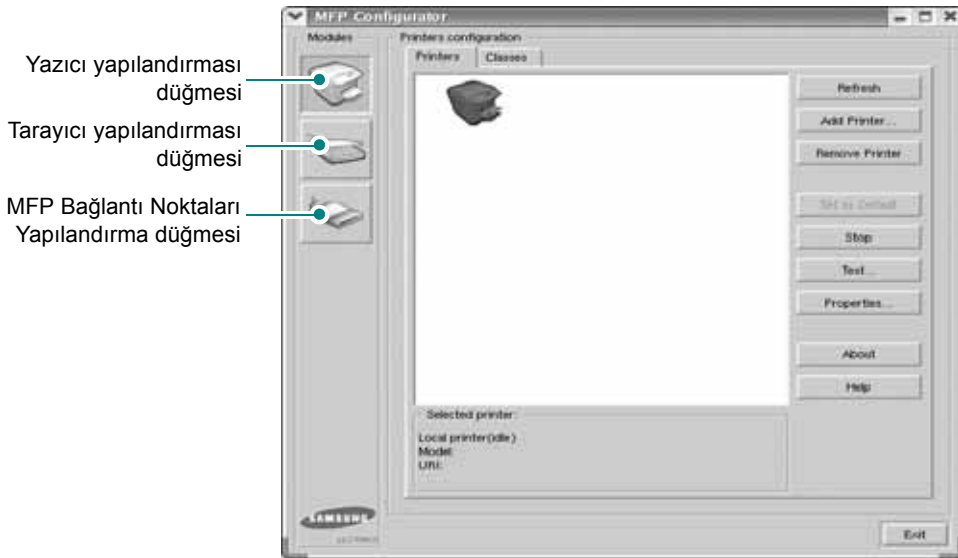 MFP Configurator
Modules
Printers configuration
Printers
Classes
Yazıcı yapılandırması
düğmesi
Tarayıcı yapılandırması
düğmesi
MFP Bağlantı Noktaları
Yapılandırma düğmesi
Refresh
Add Printer...
Remove Printer
Set as Default
Stop
Test...
Properties...
About
Help
Selected printer:
Local printer(idle)
Model:
URI:
SAMSUNG
ELECTRONICS
Exit